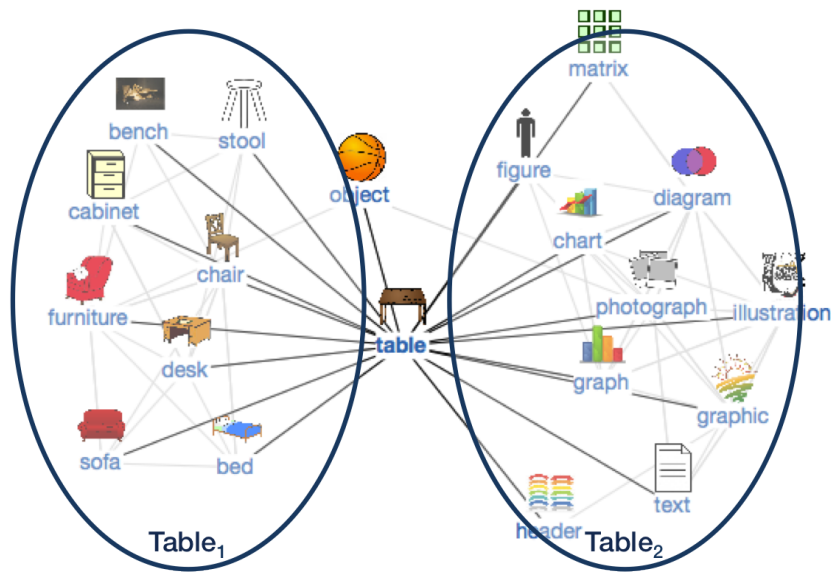 matrix
bench
stool
figure
object
diagram
cabinet
chart
chair
photograph
illustration
furniture
table
desk
graph
graphic
sofa
bed
text
header
Table1
Table2